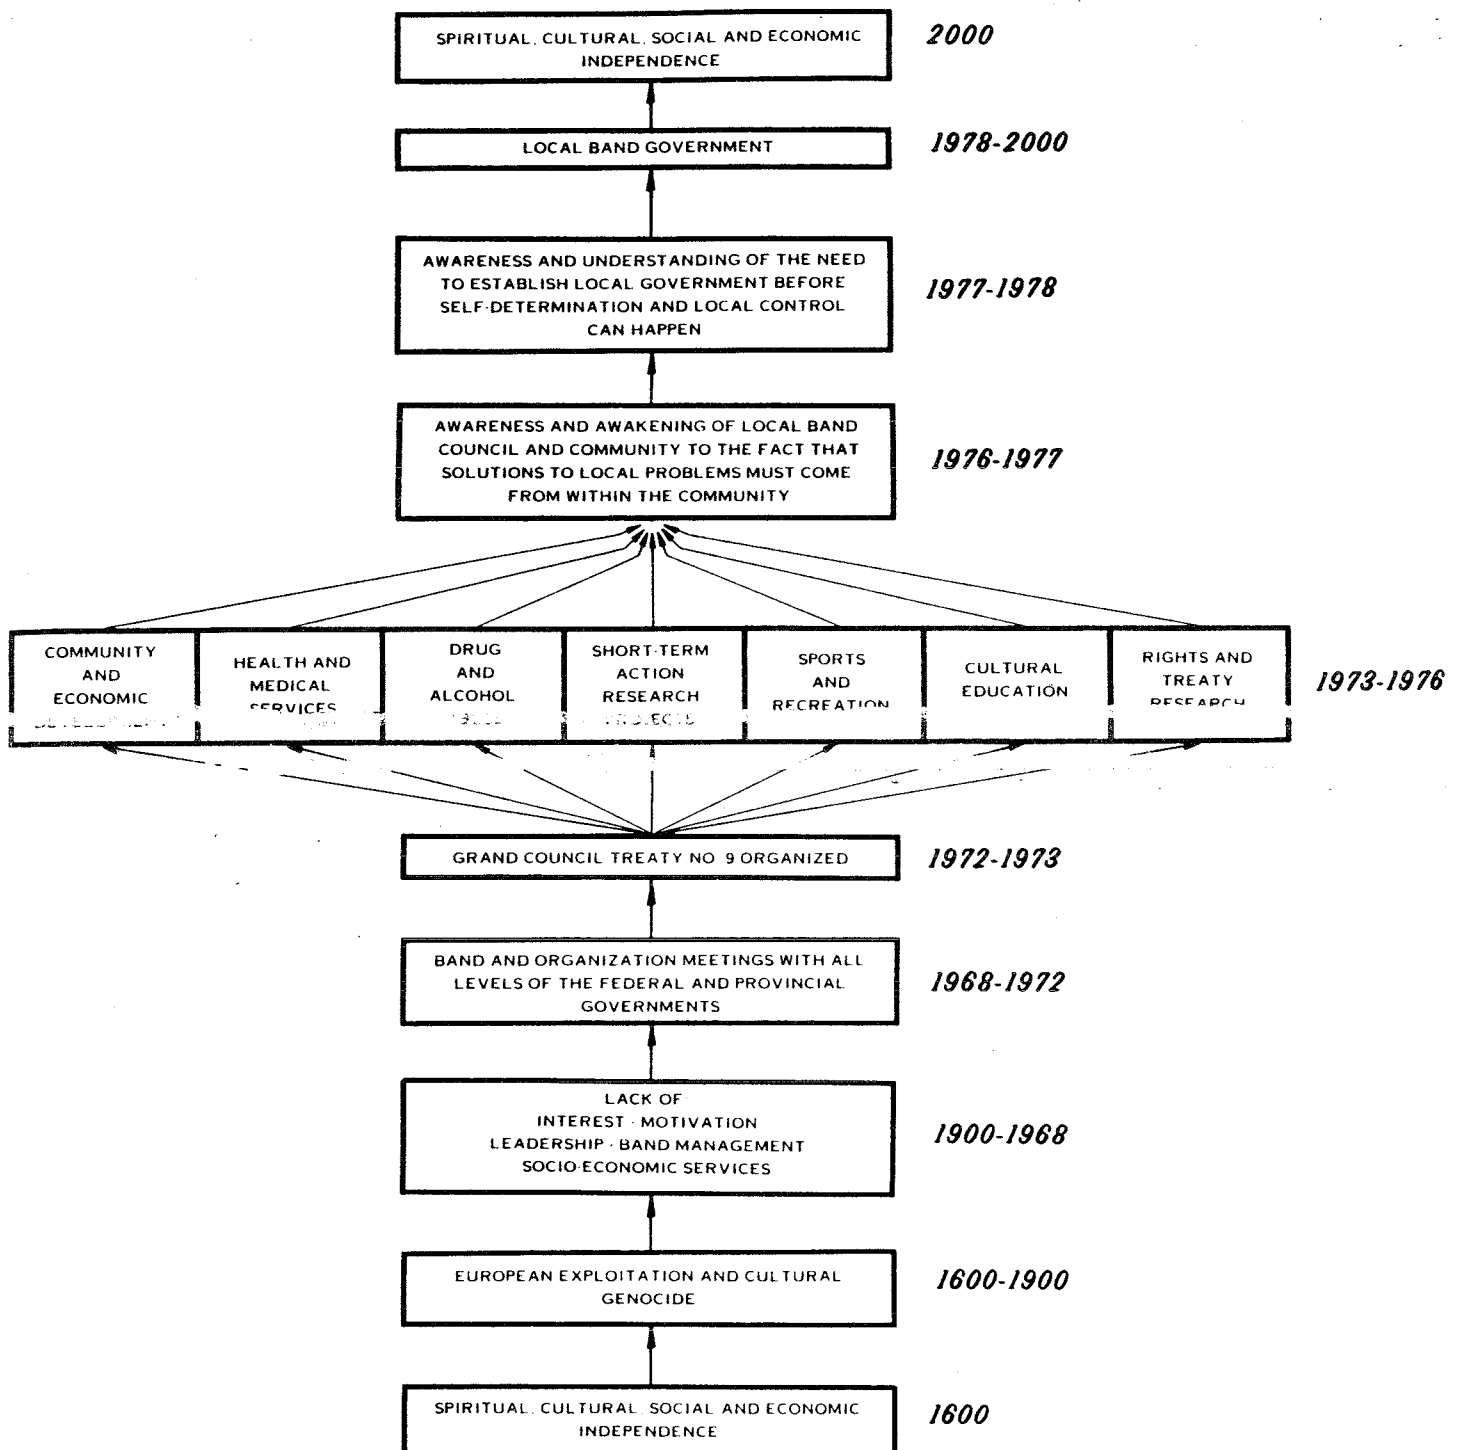 SPIRITUAL, CULTURAL, SOCIAL AND ECONOMIC
INDEPENDENCE
2000
LOCAL BAND GOVERNMENT
1978-2000
AWARENESS AND UNDERSTANDING OF THE NEED
TO ESTABLISH LOCAL GOVERNMENT BEFORE
SELF-DETERMINATION AND LOCAL CONTROL
CAN HAPPEN
1977-1978
AWARENESS AND AWAKENING OF LOCAL BAND
COUNCIL AND COMMUNITY TO THE FACT THAT
SOLUTIONS TO LOCAL PROBLEMS MUST COME
FROM WITHIN THE COMMUNITY
1976-1977
COMMUNITY
AND
ECONOMIC
DEVELOPMENT
HEALTH AND
MEDICAL
SERVICES
DRUG
AND
ALCOHOL
SHORT-TERM
ACTION
RESEARCH
PROJECTS
SPORTS
AND
RECREATION
CULTURAL
EDUCATION
RIGHTS AND
TREATY
RESEARCH
1973-1976
GRAND COUNCIL TREATY NO 9 ORGANIZED
1972-1973
BAND AND ORGANIZATION MEETINGS WITH ALL
LEVELS OF THE FEDERAL AND PROVINCIAL
GOVERNMENTS
1968-1972
LACK OF
INTEREST · MOTIVATION
LEADERSHIP · BAND MANAGEMENT
SOCIO-ECONOMIC SERVICES
1900-1968
EUROPEAN EXPLOITATION AND CULTURAL
GENOCIDE
1600-1900
SPIRITUAL, CULTURAL, SOCIAL AND ECONOMIC
INDEPENDENCE
1600